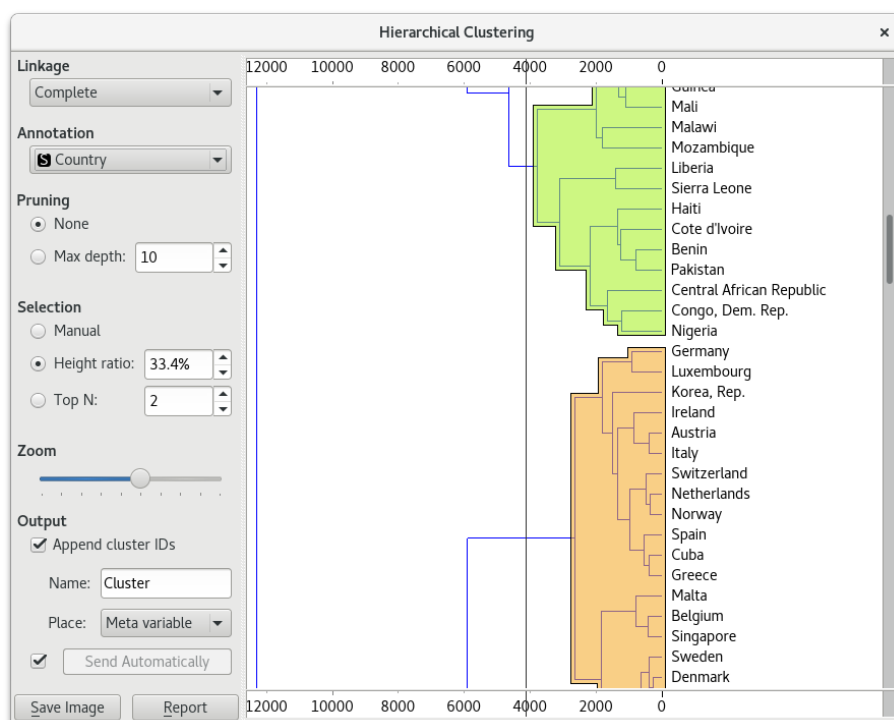 Hierarchical Clustering
×
Linkage
Complete
Annotation
S Country
Pruning
None
Max depth: 10
Selection
Manual
Height ratio: 33.4%
Top N: 2
Zoom
Output
Append cluster IDs
Name: Cluster
Place: Meta variable
Send Automatically
Save Image Report
12000 10000 8000 6000 4000 2000 0
Guinea
Mali
Malawi
Mozambique
Liberia
Sierra Leone
Haiti
Cote d'Ivoire
Benin
Pakistan
Central African Republic
Congo, Dem. Rep.
Nigeria
Germany
Luxembourg
Korea, Rep.
Ireland
Austria
Italy
Switzerland
Netherlands
Norway
Spain
Cuba
Greece
Malta
Belgium
Singapore
Sweden
Denmark
12000 10000 8000 6000 4000 2000 0